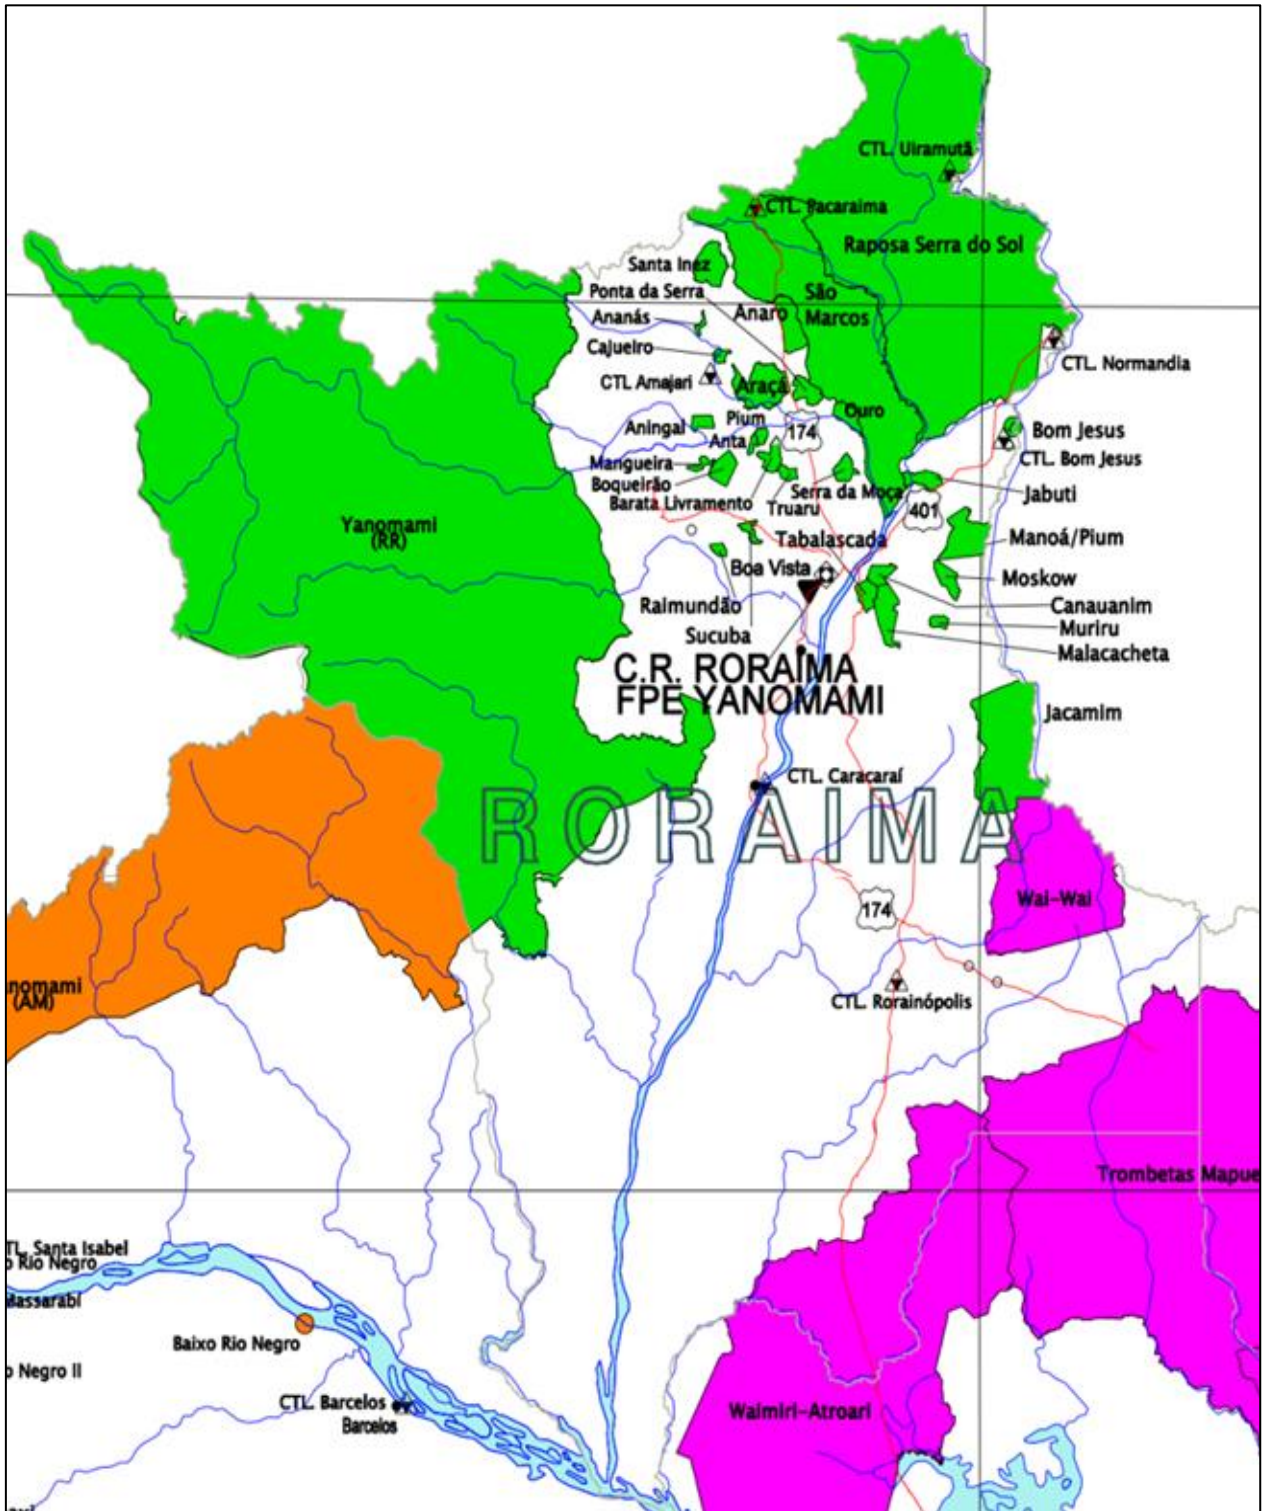 CTL. Uiramutã
CTL. Pacaraima
Raposa Serra do Sol
Santa Inez
Ponta da Serra
São
Marcos
Anaro
Ananás
Cajueiro
CTL. Normandia
CTL Amajari
Araçá
Ouro
Pium
Aningal
174
Bom Jesus
Anta
CTL. Bom Jesus
Mangueira
Boqueirão
Serra da Moça
Jabuti
Barata Livramento
Truaru
401
Yanomami
(RR)
Tabalascada
Manoá/Pium
Boa Vista
Moskow
Raimundão
Canauanim
Sucuba
Muriru
Malacacheta
C.R. RORAIMA
FPE YANOMAMI
Jacamim
CTL. Caracaraí
RORAIMA
Wai-Wai
174
nomami
(AM)
CTL. Rorainópolis
Trombetas Mapue
TL. Santa Isabel
o Rio Negro
Massarabí
Baixo Rio Negro
o Negro II
CTL. Barcelos
Barcelos
Waimiri-Atroari